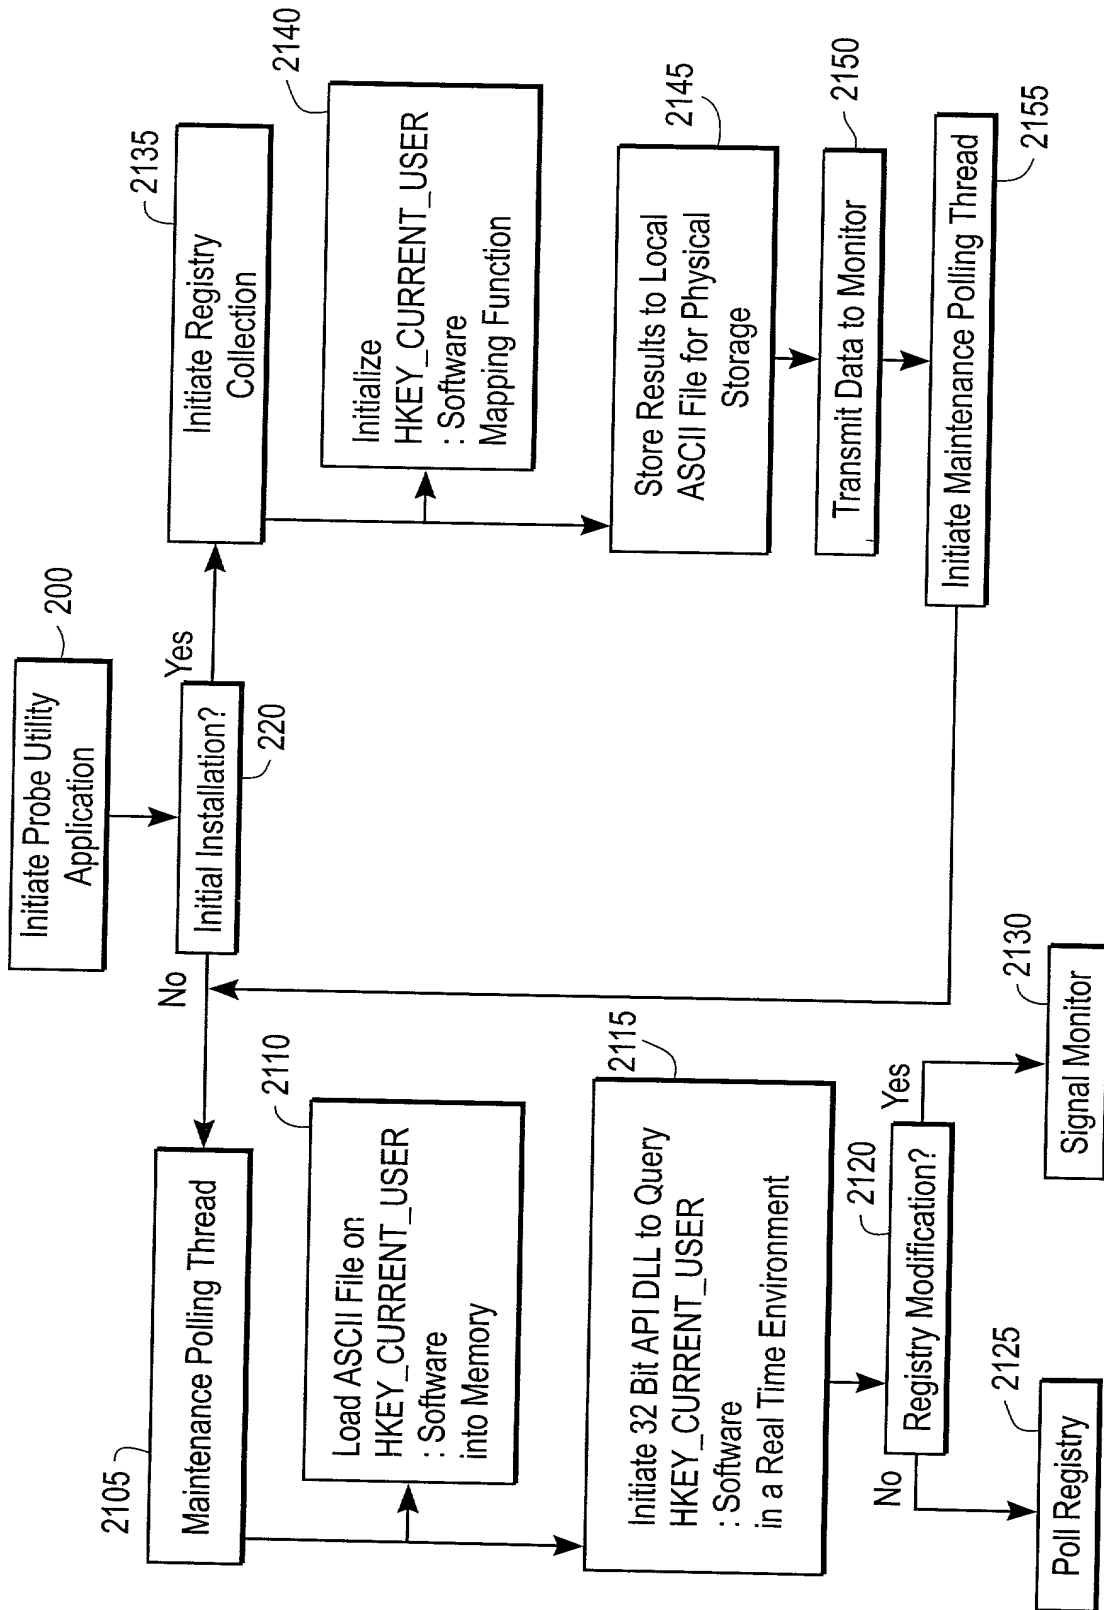 200
Initiate Probe Utility
Application
Initial Installation?
220
No
Yes
2105
Maintenance Polling Thread
2110
Load ASCII File on
HKEY_CURRENT_USER
: Software
into Memory
2115
Initiate 32 Bit API DLL to Query
HKEY_CURRENT_USER
: Software
in a Real Time Environment
2120
Registry Modification?
No
Yes
2125
Poll Registry
2130
Signal Monitor
2135
Initiate Registry
Collection
2140
Initialize
HKEY_CURRENT_USER
: Software
Mapping Function
2145
Store Results to Local
ASCII File for Physical
Storage
2150
Transmit Data to Monitor
2155
Initiate Maintenance Polling Thread